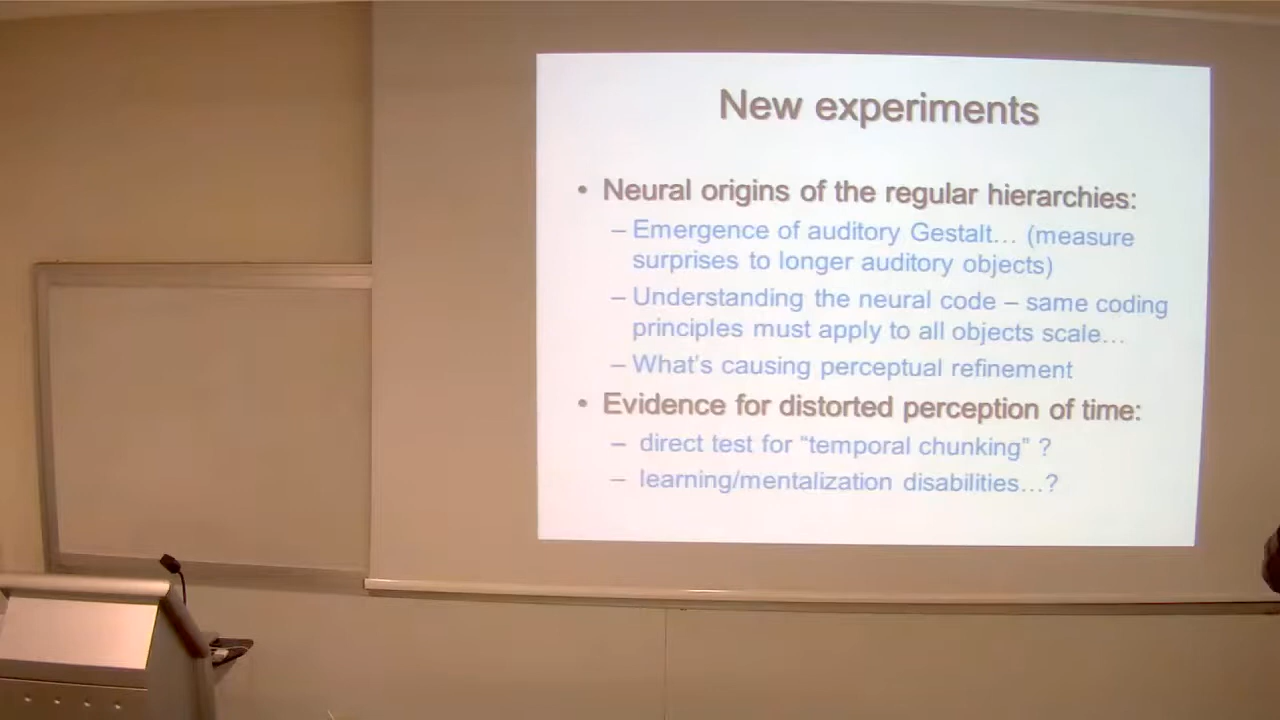 New experiments
• Neural origins of the regular hierarchies:
– Emergence of auditory Gestalt… (measure
surprises to longer auditory objects)
– Understanding the neural code – same coding
principles must apply to all objects scale…
– What's causing perceptual refinement
• Evidence for distorted perception of time:
– direct test for “temporal chunking” ?
– learning/mentalization disabilities…?